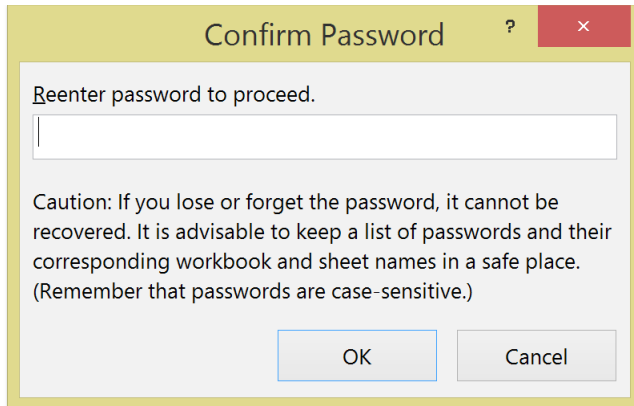 Confirm Password
?
×
Reenter password to proceed.
Caution: If you lose or forget the password, it cannot be
recovered. It is advisable to keep a list of passwords and their
corresponding workbook and sheet names in a safe place.
(Remember that passwords are case-sensitive.)
OK
Cancel